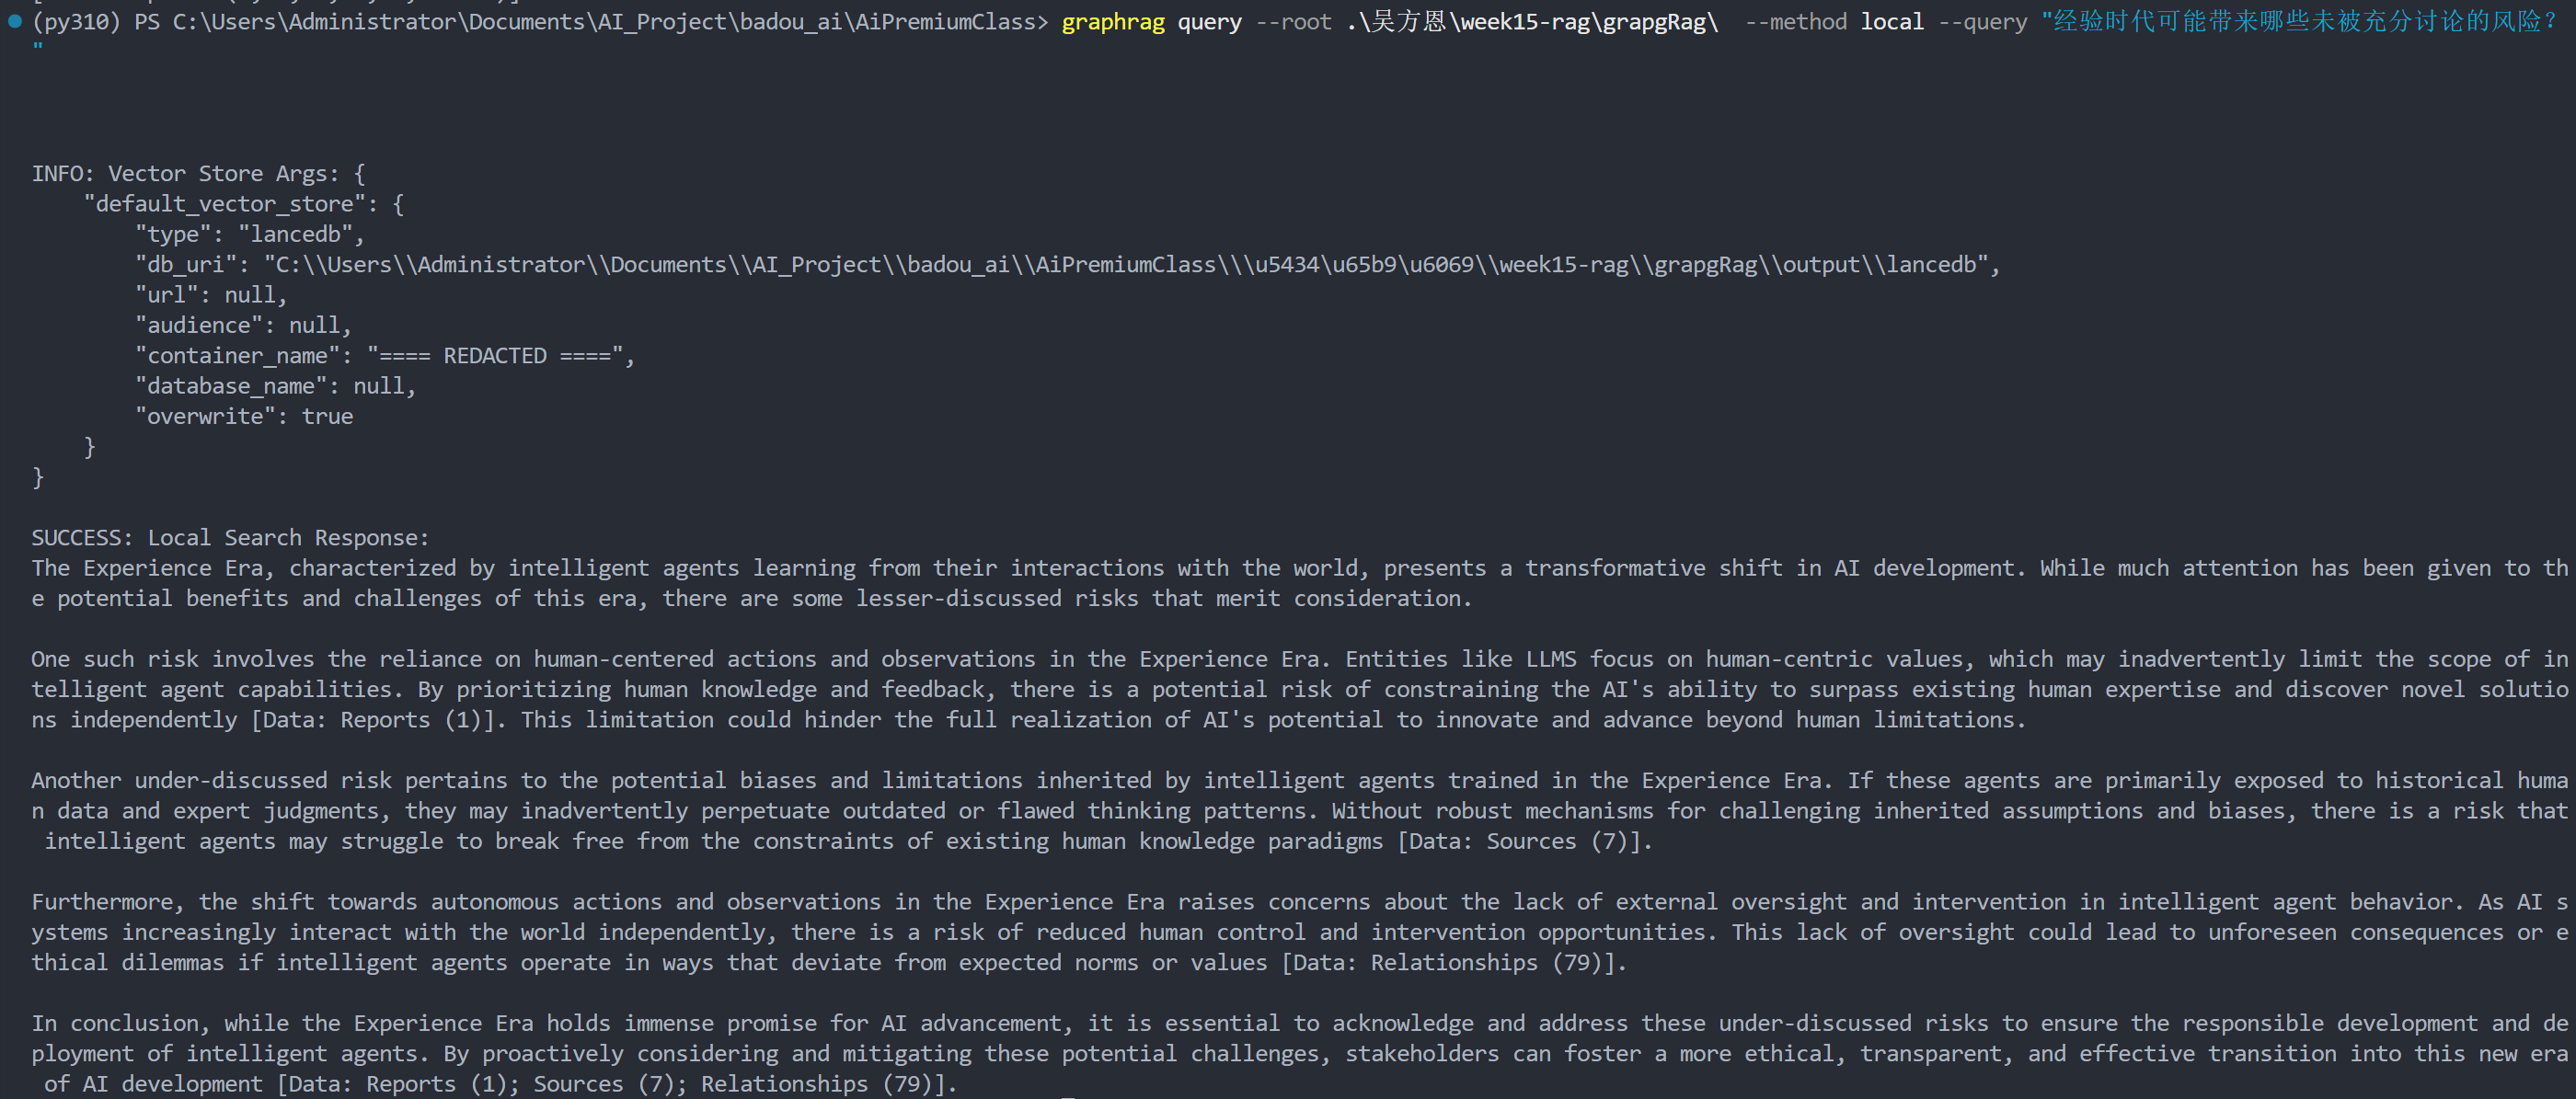 (py310) PS C:\Users\Administrator\Documents\AI_Project\badou_ai\AiPremiumClass> graphrag query --root .\吴方恩\week15-rag\grapgRag\  --method local --query "经验时代可能带来哪些未被充分讨论的风险？
"
INFO: Vector Store Args: {
    "default_vector_store": {
        "type": "lancedb",
        "db_uri": "C:\\Users\\Administrator\\Documents\\AI_Project\\badou_ai\\AiPremiumClass\\\u5434\u65b9\u6069\\week15-rag\\grapgRag\\output\\lancedb",
        "url": null,
        "audience": null,
        "container_name": "==== REDACTED ====",
        "database_name": null,
        "overwrite": true
    }
}
SUCCESS: Local Search Response:
The Experience Era, characterized by intelligent agents learning from their interactions with the world, presents a transformative shift in AI development. While much attention has been given to th
e potential benefits and challenges of this era, there are some lesser-discussed risks that merit consideration.
One such risk involves the reliance on human-centered actions and observations in the Experience Era. Entities like LLMS focus on human-centric values, which may inadvertently limit the scope of in
telligent agent capabilities. By prioritizing human knowledge and feedback, there is a potential risk of constraining the AI's ability to surpass existing human expertise and discover novel solutio
ns independently [Data: Reports (1)]. This limitation could hinder the full realization of AI's potential to innovate and advance beyond human limitations.
Another under-discussed risk pertains to the potential biases and limitations inherited by intelligent agents trained in the Experience Era. If these agents are primarily exposed to historical huma
n data and expert judgments, they may inadvertently perpetuate outdated or flawed thinking patterns. Without robust mechanisms for challenging inherited assumptions and biases, there is a risk that
 intelligent agents may struggle to break free from the constraints of existing human knowledge paradigms [Data: Sources (7)].
Furthermore, the shift towards autonomous actions and observations in the Experience Era raises concerns about the lack of external oversight and intervention in intelligent agent behavior. As AI s
ystems increasingly interact with the world independently, there is a risk of reduced human control and intervention opportunities. This lack of oversight could lead to unforeseen consequences or e
thical dilemmas if intelligent agents operate in ways that deviate from expected norms or values [Data: Relationships (79)].
In conclusion, while the Experience Era holds immense promise for AI advancement, it is essential to acknowledge and address these under-discussed risks to ensure the responsible development and de
ployment of intelligent agents. By proactively considering and mitigating these potential challenges, stakeholders can foster a more ethical, transparent, and effective transition into this new era
 of AI development [Data: Reports (1); Sources (7); Relationships (79)].